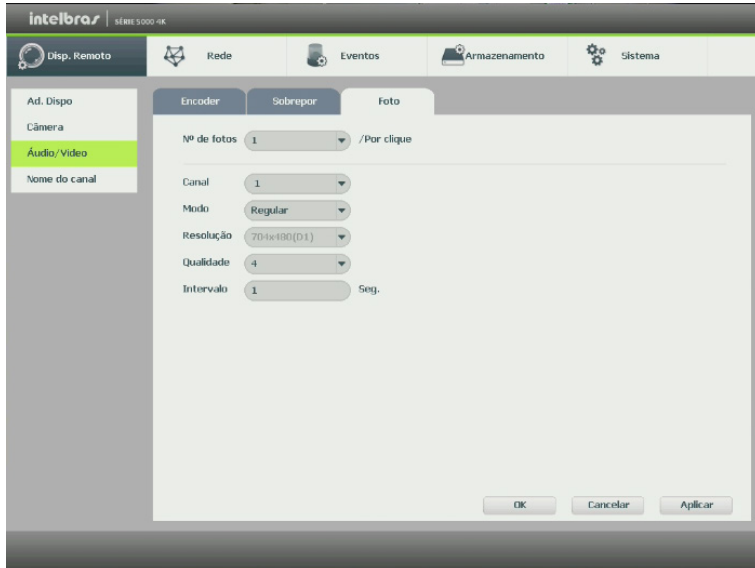 intelbras SÉRIE 5000 4K
Disp. Remoto Rede Eventos Armazenamento Sistema
Ad. Dispo
Câmera
Áudio/Video
Nome do canal
Encoder Sobrepor Foto
Nº de fotos 1 /Por clique
Canal 1
Modo Regular
Resolução 704x480(D1)
Qualidade 4
Intervalo 1 Seg.
OK Cancelar Aplicar